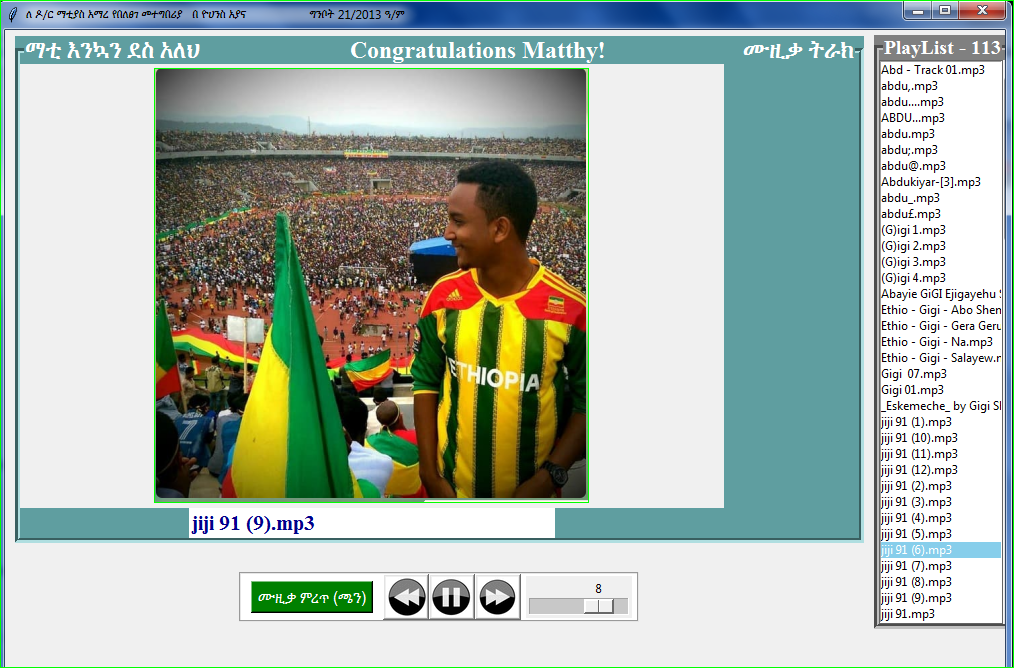 ለ ዶ/ር ማቲያስ አማረ የበለፀገ መተግበሪያ በ ዮሀንስ አያና ግንቦት 21/2013 ዓ/ም
ማቲ እንኳን ደስ አለህ Congratulations Matthy! ሙዚቃ ትራክ
ETHIOPIA
7
jiji 91 (9).mp3
ሙዚቃ ምረጥ (ሜን)
8
PlayList - 113
Abd - Track 01.mp3
abdu,.mp3
abdu....mp3
ABDU...mp3
abdu.mp3
abdu;.mp3
abdu@.mp3
Abdukiyar-[3].mp3
abdu_.mp3
abdu£.mp3
(G)igi 1.mp3
(G)igi 2.mp3
(G)igi 3.mp3
(G)igi 4.mp3
Abayie GiGI Ejigayehu
Ethio - Gigi - Abo Shen
Ethio - Gigi - Gera Geru
Ethio - Gigi - Na.mp3
Ethio - Gigi - Salayew.r
Gigi 07.mp3
Gigi 01.mp3
_Eskemeche_ by Gigi
jiji 91 (1).mp3
jiji 91 (10).mp3
jiji 91 (11).mp3
jiji 91 (12).mp3
jiji 91 (2).mp3
jiji 91 (3).mp3
jiji 91 (4).mp3
jiji 91 (5).mp3
jiji 91 (6).mp3
jiji 91 (7).mp3
jiji 91 (8).mp3
jiji 91 (9).mp3
jiji 91.mp3